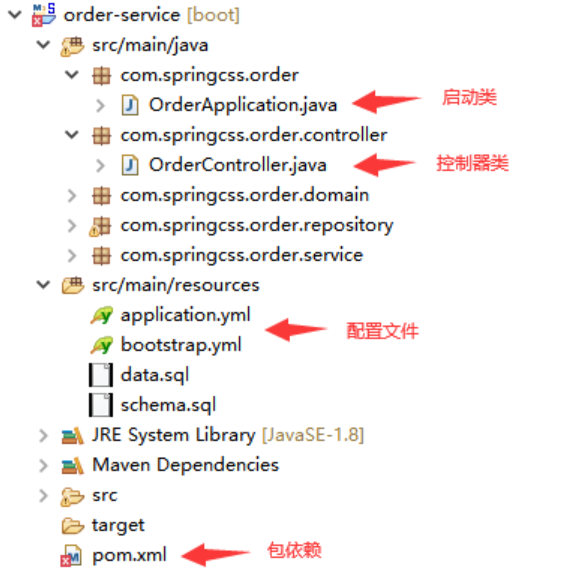 order-service [boot]
src/main/java
com.springcss.order
OrderApplication.java 启动类
com.springcss.order.controller
OrderController.java 控制器类
com.springcss.order.domain
com.springcss.order.repository
com.springcss.order.service
src/main/resources
application.yml
配置文件
bootstrap.yml
data.sql
schema.sql
JRE System Library [JavaSE-1.8]
Maven Dependencies
src
target
pom.xml 包依赖